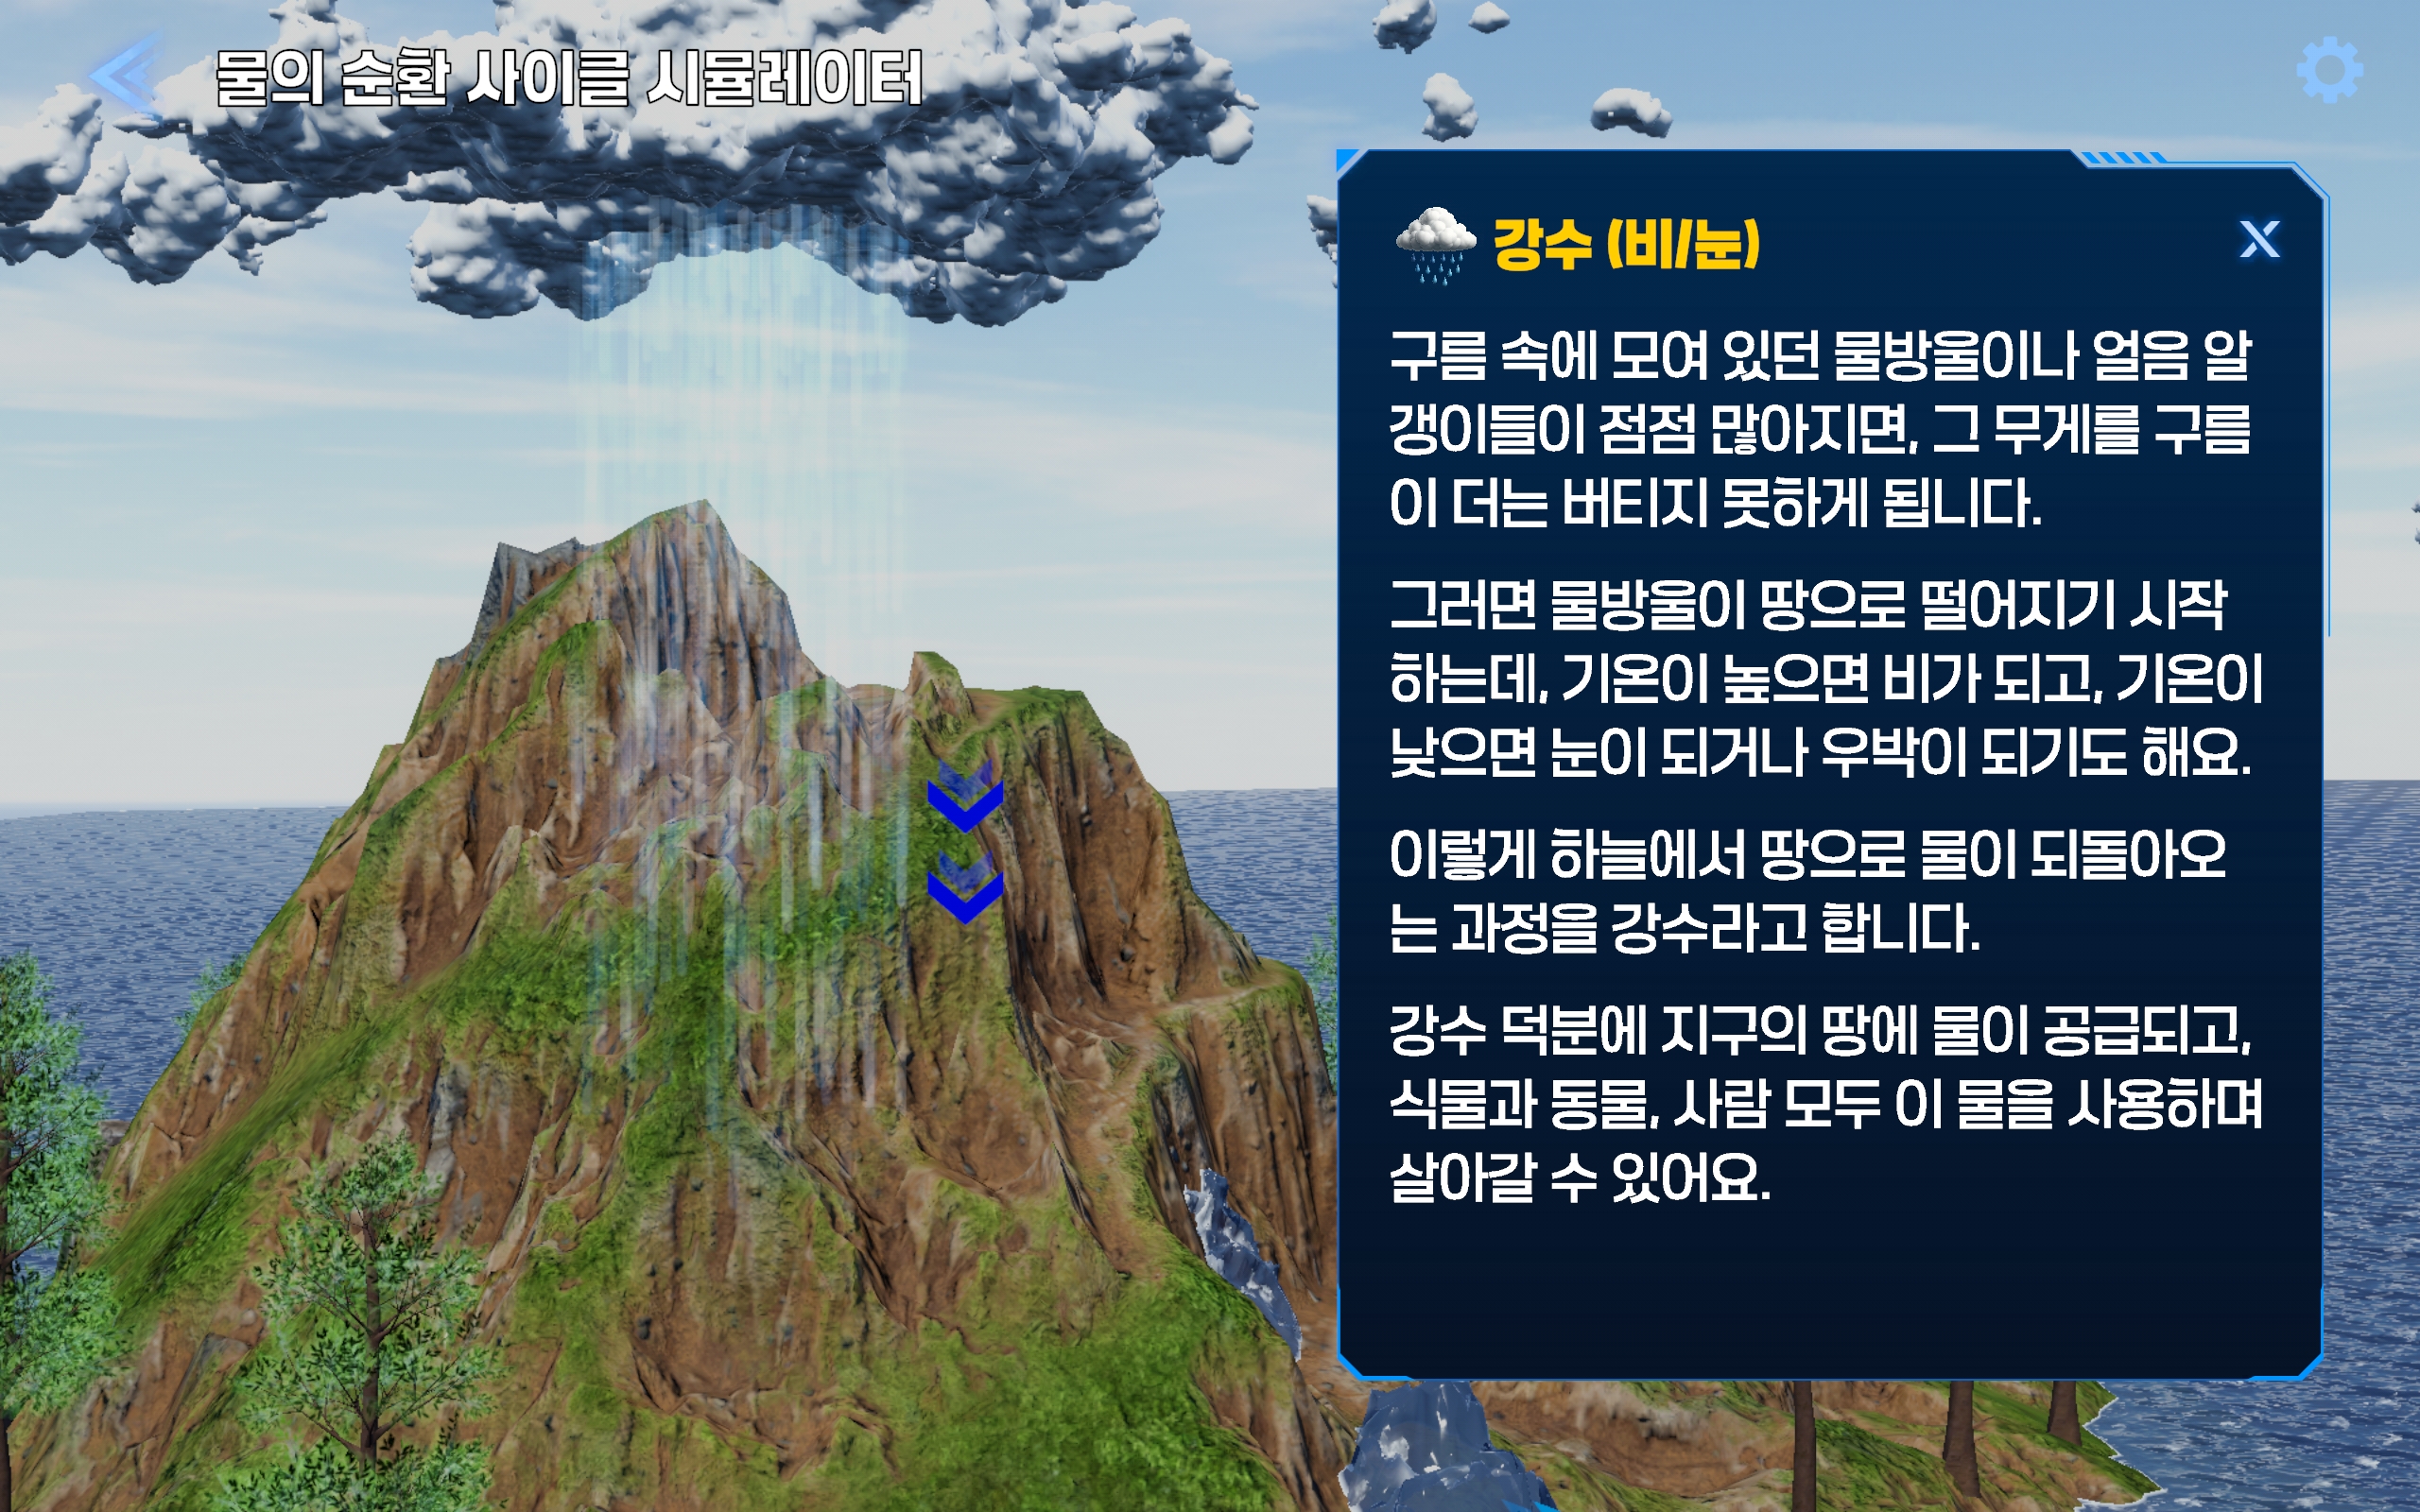 물의 순환 사이클 시뮬레이터
강수 (비/눈)
X
구름 속에 모여 있던 물방울이나 얼음 알
갱이들이 점점 많아지면, 그 무게를 구름
이 더는 버티지 못하게 됩니다.
그러면 물방울이 땅으로 떨어지기 시작
하는데, 기온이 높으면 비가 되고, 기온이
낮으면 눈이 되거나 우박이 되기도 해요.
이렇게 하늘에서 땅으로 물이 되돌아오
는 과정을 강수라고 합니다.
강수 덕분에 지구의 땅에 물이 공급되고,
식물과 동물, 사람 모두 이 물을 사용하며
살아갈 수 있어요.